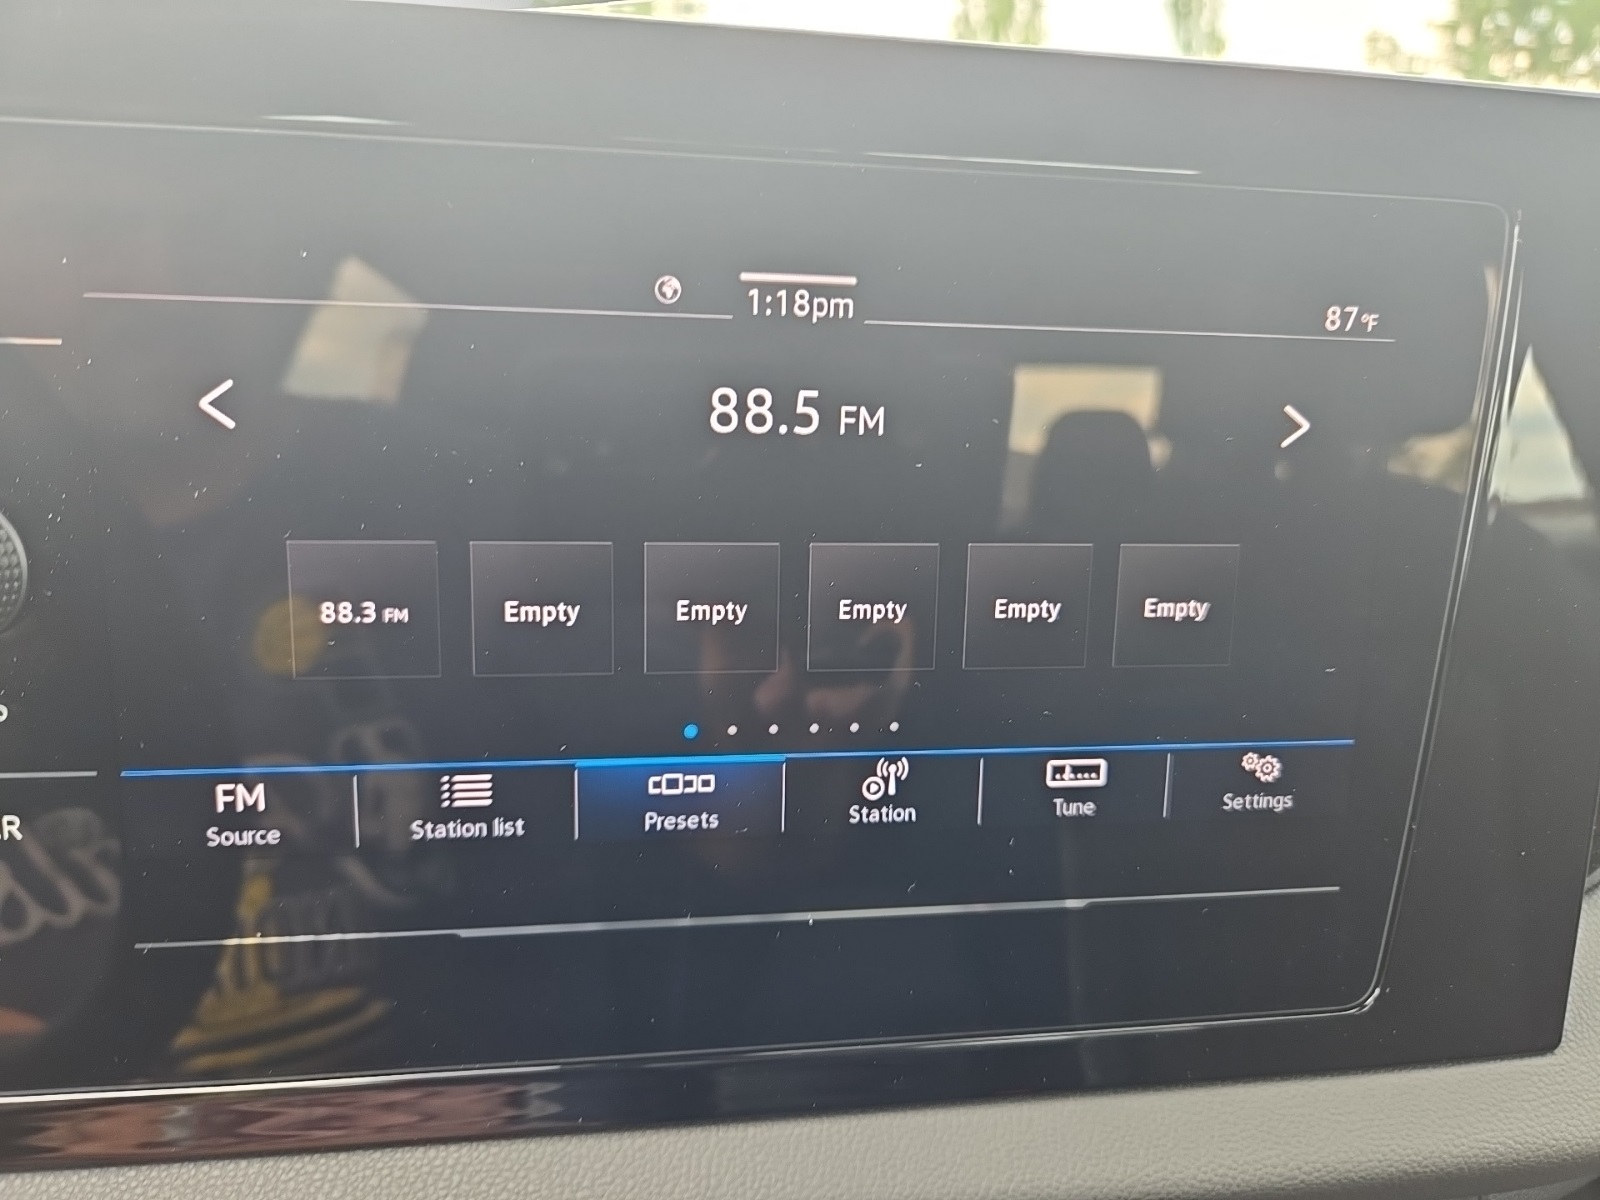 1:18pm
87°F
88.5 FM
88.3 FM
Empty
Empty
Empty
Empty
Empty
FM
Source
Station list
Presets
Station
Tune
Settings